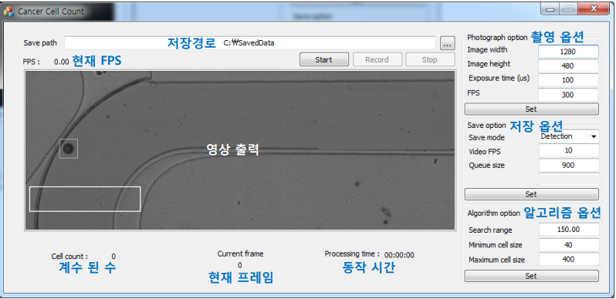 Cancer Cell Count
Save path 저장경로 C:\SavedData ...
FPS : 0.00 현재 FPS
Start Record Stop
영상 출력
Cell count : 0
계수 된 수
Current frame
0
현재 프레임
Processing time : 00:00:00
동작 시간
Photograph option 촬영 옵션
Image width 1280
Image height 480
Exposure time (us) 100
FPS 300
Set
Save option 저장 옵션
Save mode Detection
Video FPS 10
Queue size 900
Set
Algorithm option 알고리즘 옵션
Search range 150.00
Minimum cell size 40
Maximum cell size 400
Set